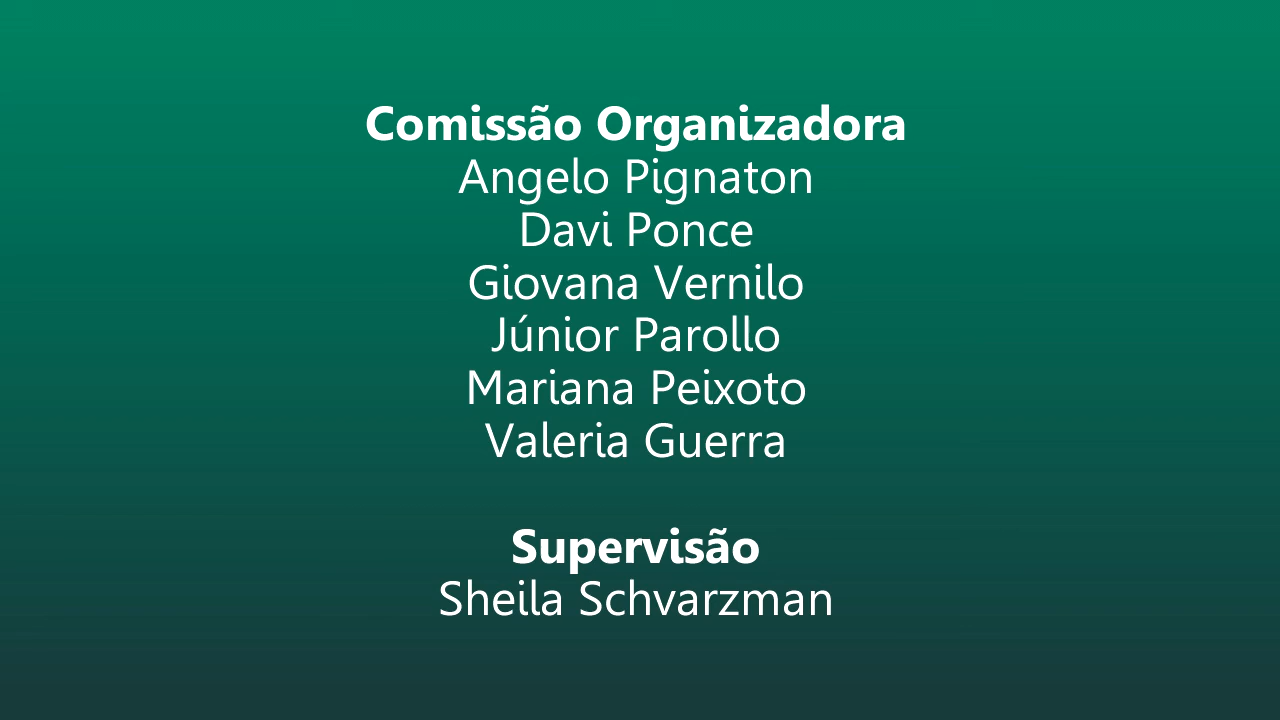 Comissão Organizadora
Angelo Pignaton
Davi Ponce
Giovana Vernilo
Júnior Parollo
Mariana Peixoto
Valeria Guerra
Supervisão
Sheila Schvarzman